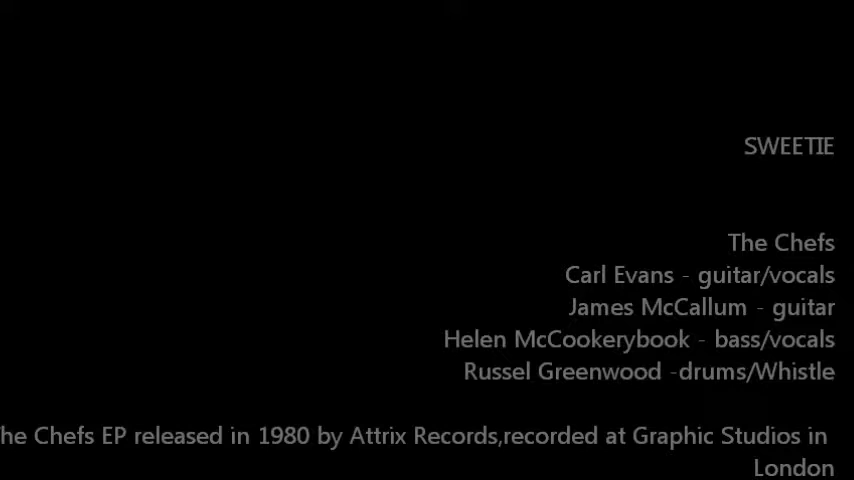 SWEETIE
The Chefs
Carl Evans - guitar/vocals
James McCallum - guitar
Helen McCookerybook - bass/vocals
Russel Greenwood -drums/Whistle
he Chefs EP released in 1980 by Attrix Records,recorded at Graphic Studios in
London